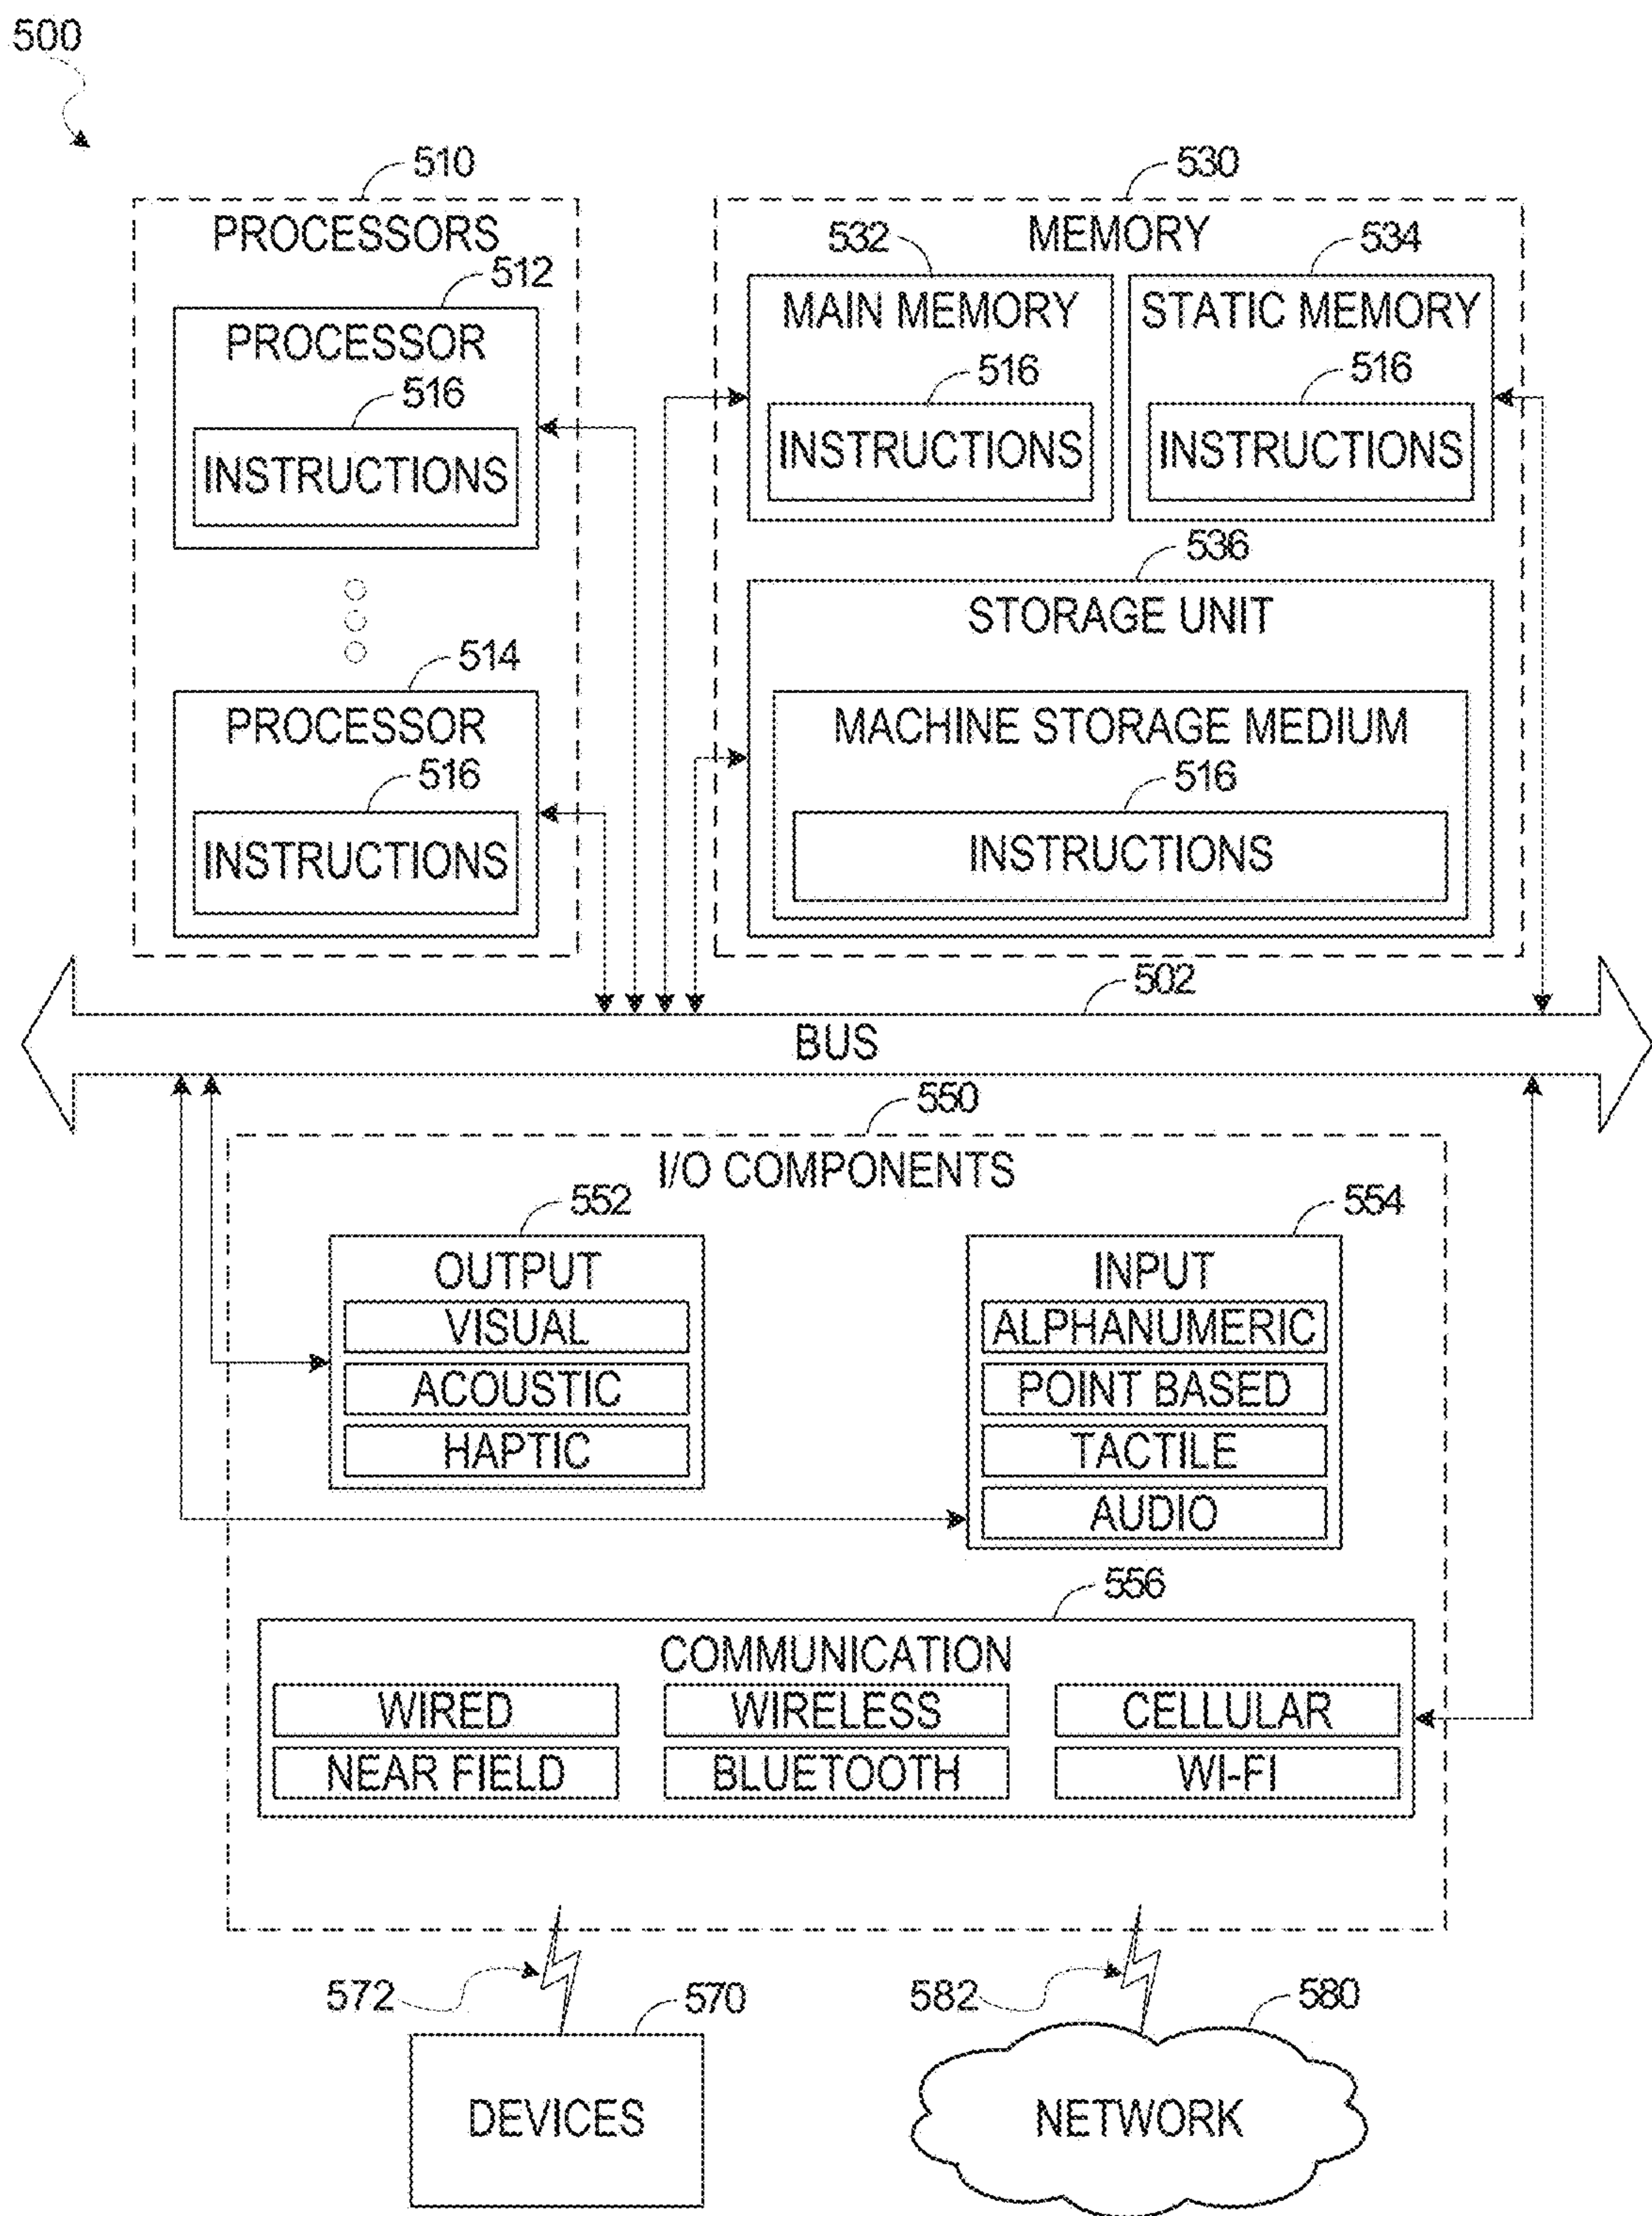 500
510
PROCESSORS
512
PROCESSOR
516
INSTRUCTIONS
514
PROCESSOR
516
INSTRUCTIONS
530
MEMORY
532
MAIN MEMORY
516
INSTRUCTIONS
534
STATIC MEMORY
516
INSTRUCTIONS
536
STORAGE UNIT
MACHINE STORAGE MEDIUM
516
INSTRUCTIONS
502
BUS
550
I/O COMPONENTS
552
OUTPUT
VISUAL
ACOUSTIC
HAPTIC
554
INPUT
ALPHANUMERIC
POINT BASED
TACTILE
AUDIO
556
COMMUNICATION
WIRED
WIRELESS
CELLULAR
NEAR FIELD
BLUETOOTH
WI-FI
572
570
DEVICES
582
580
NETWORK